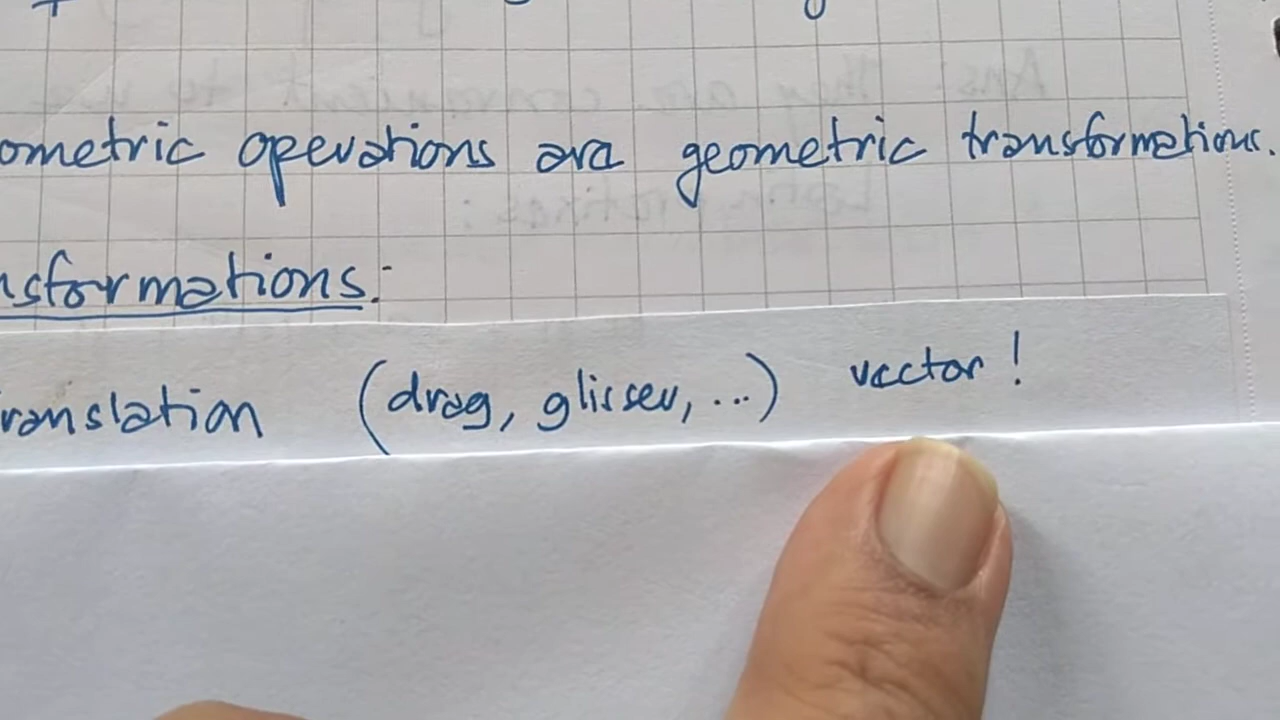 ometric operations are geometric transformations.
nsformations:
ranslation (drag, glisser, ...) vector!